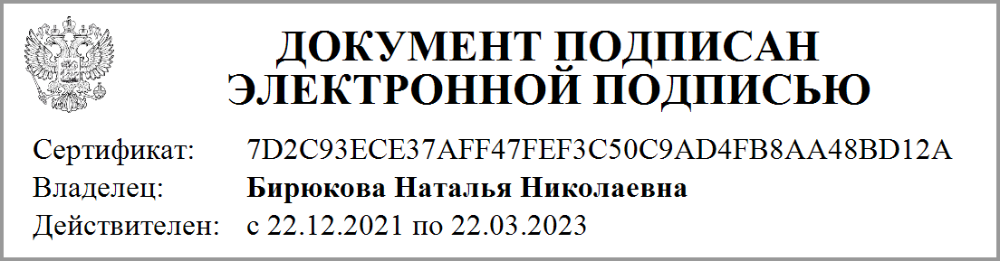 ДОКУМЕНТ ПОДПИСАН
ЭЛЕКТРОННОЙ ПОДПИСЬЮ
Сертификат: 7D2C93ECE37AFF47FEF3C50C9AD4FB8AA48BD12A
Владелец: Бирюкова Наталья Николаевна
Действителен: с 22.12.2021 по 22.03.2023